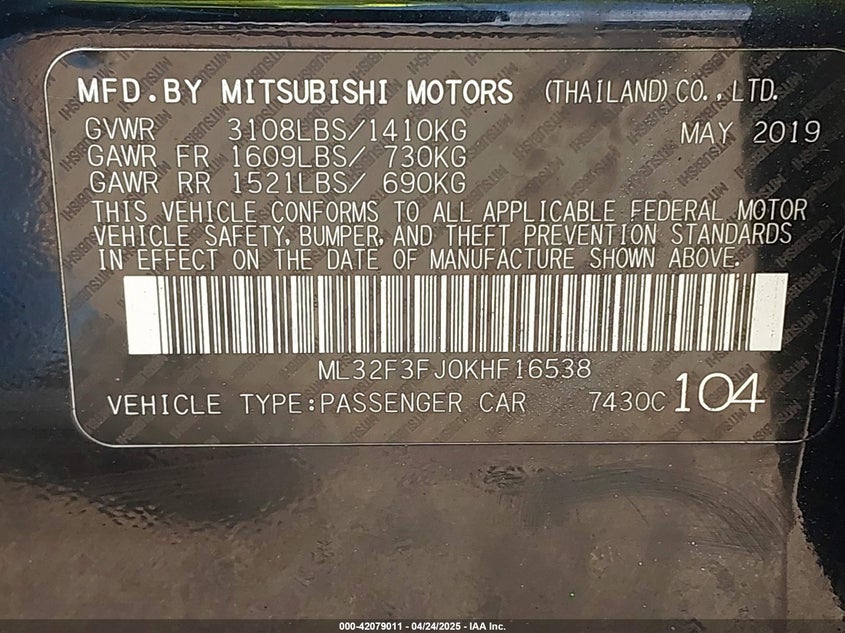 MFD.BY MITSUBISHI MOTORS (THAILAND) CO., LTD.
GVWR 3108LBS/1410KG MAY 2019
GAWR FR 1609LBS/ 730KG
GAWR RR 1521LBS/ 690KG
THIS VEHICLE CONFORMS TO ALL APPLICABLE FEDERAL MOTOR
VEHICLE SAFETY, BUMPER, AND THEFT PREVENTION STANDARDS
IN EFFECT ON THE DATE OF MANUFACTURE SHOWN ABOVE.
ML32F3FJ0KHF16538
VEHICLE TYPE:PASSENGER CAR 7430C 104
000-42079011 - 04/24/2025 - IAA Inc.